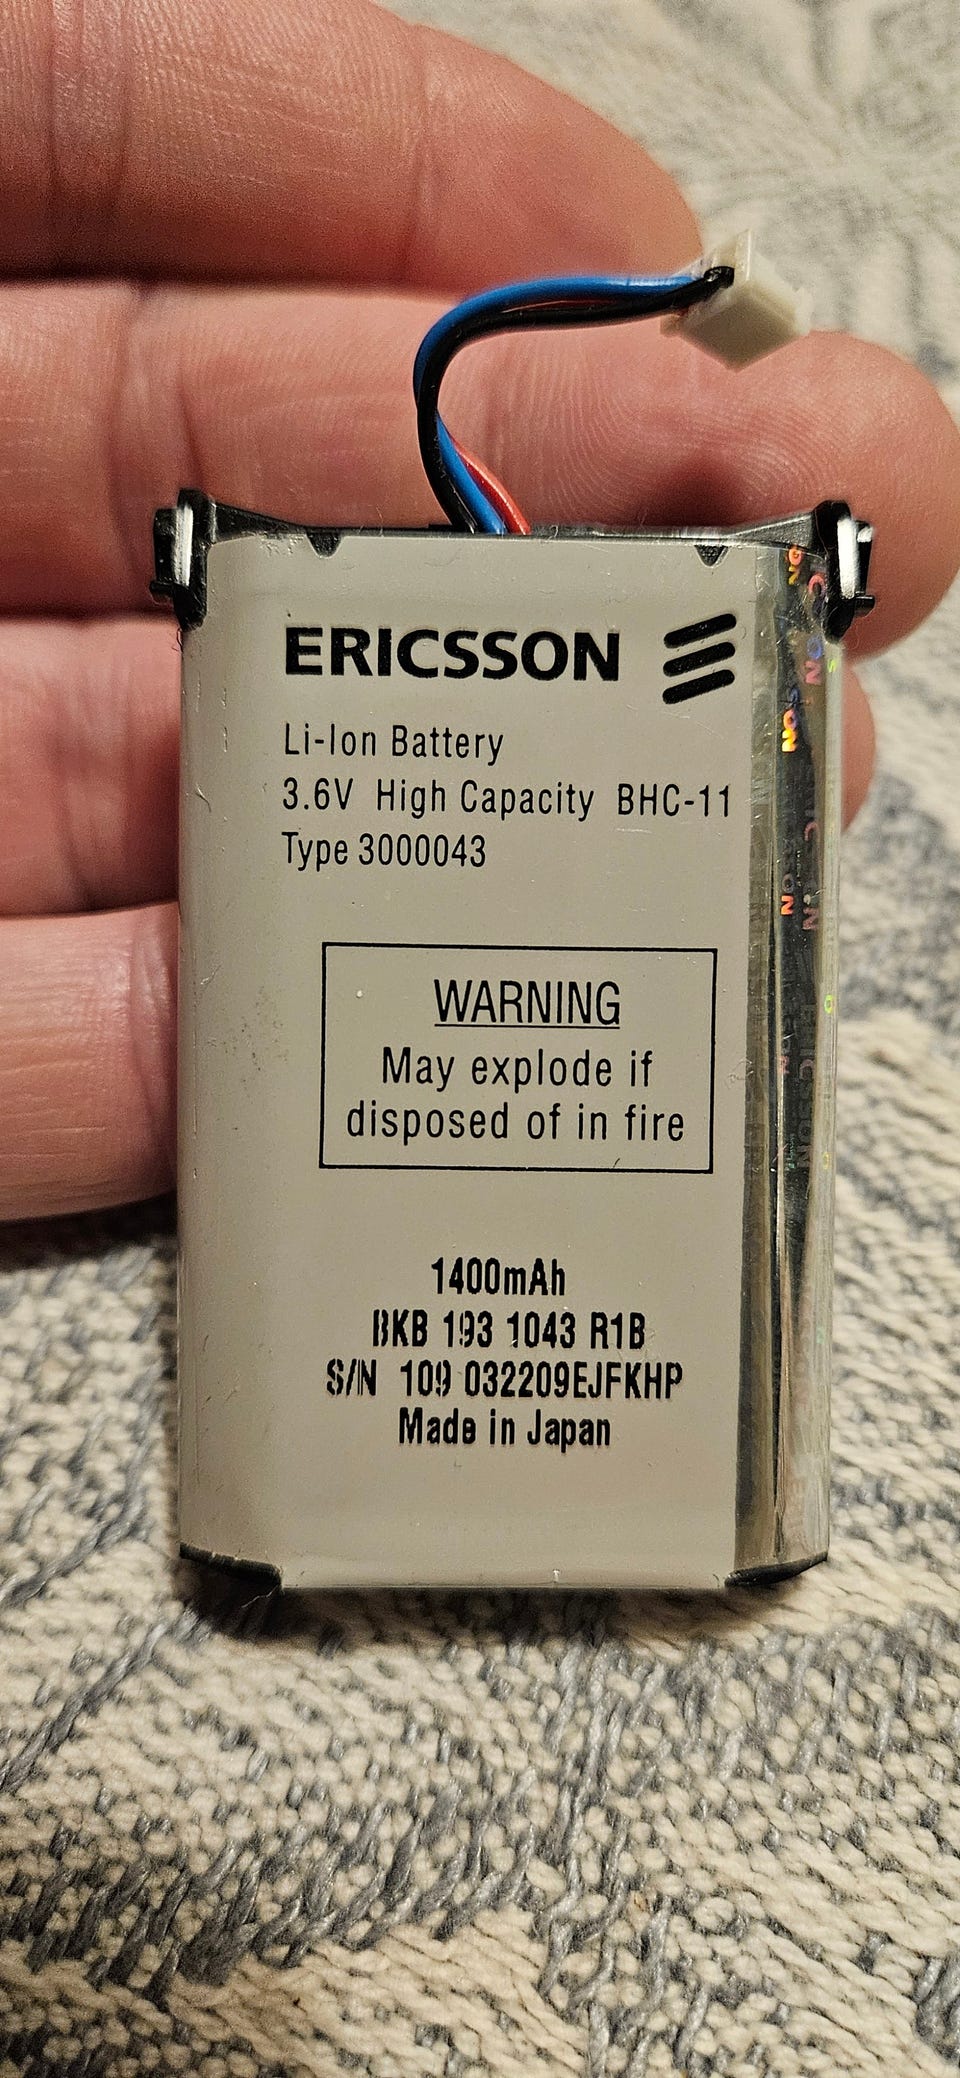 ERICSSON
Li-Ion Battery
3.6V High Capacity BHC-11
Type 3000043
WARNING
May explode if
disposed of in fire
1400mAh
BKB 193 1043 R1B
S/N 109 032209EJFKHP
Made in Japan
ERICSSON